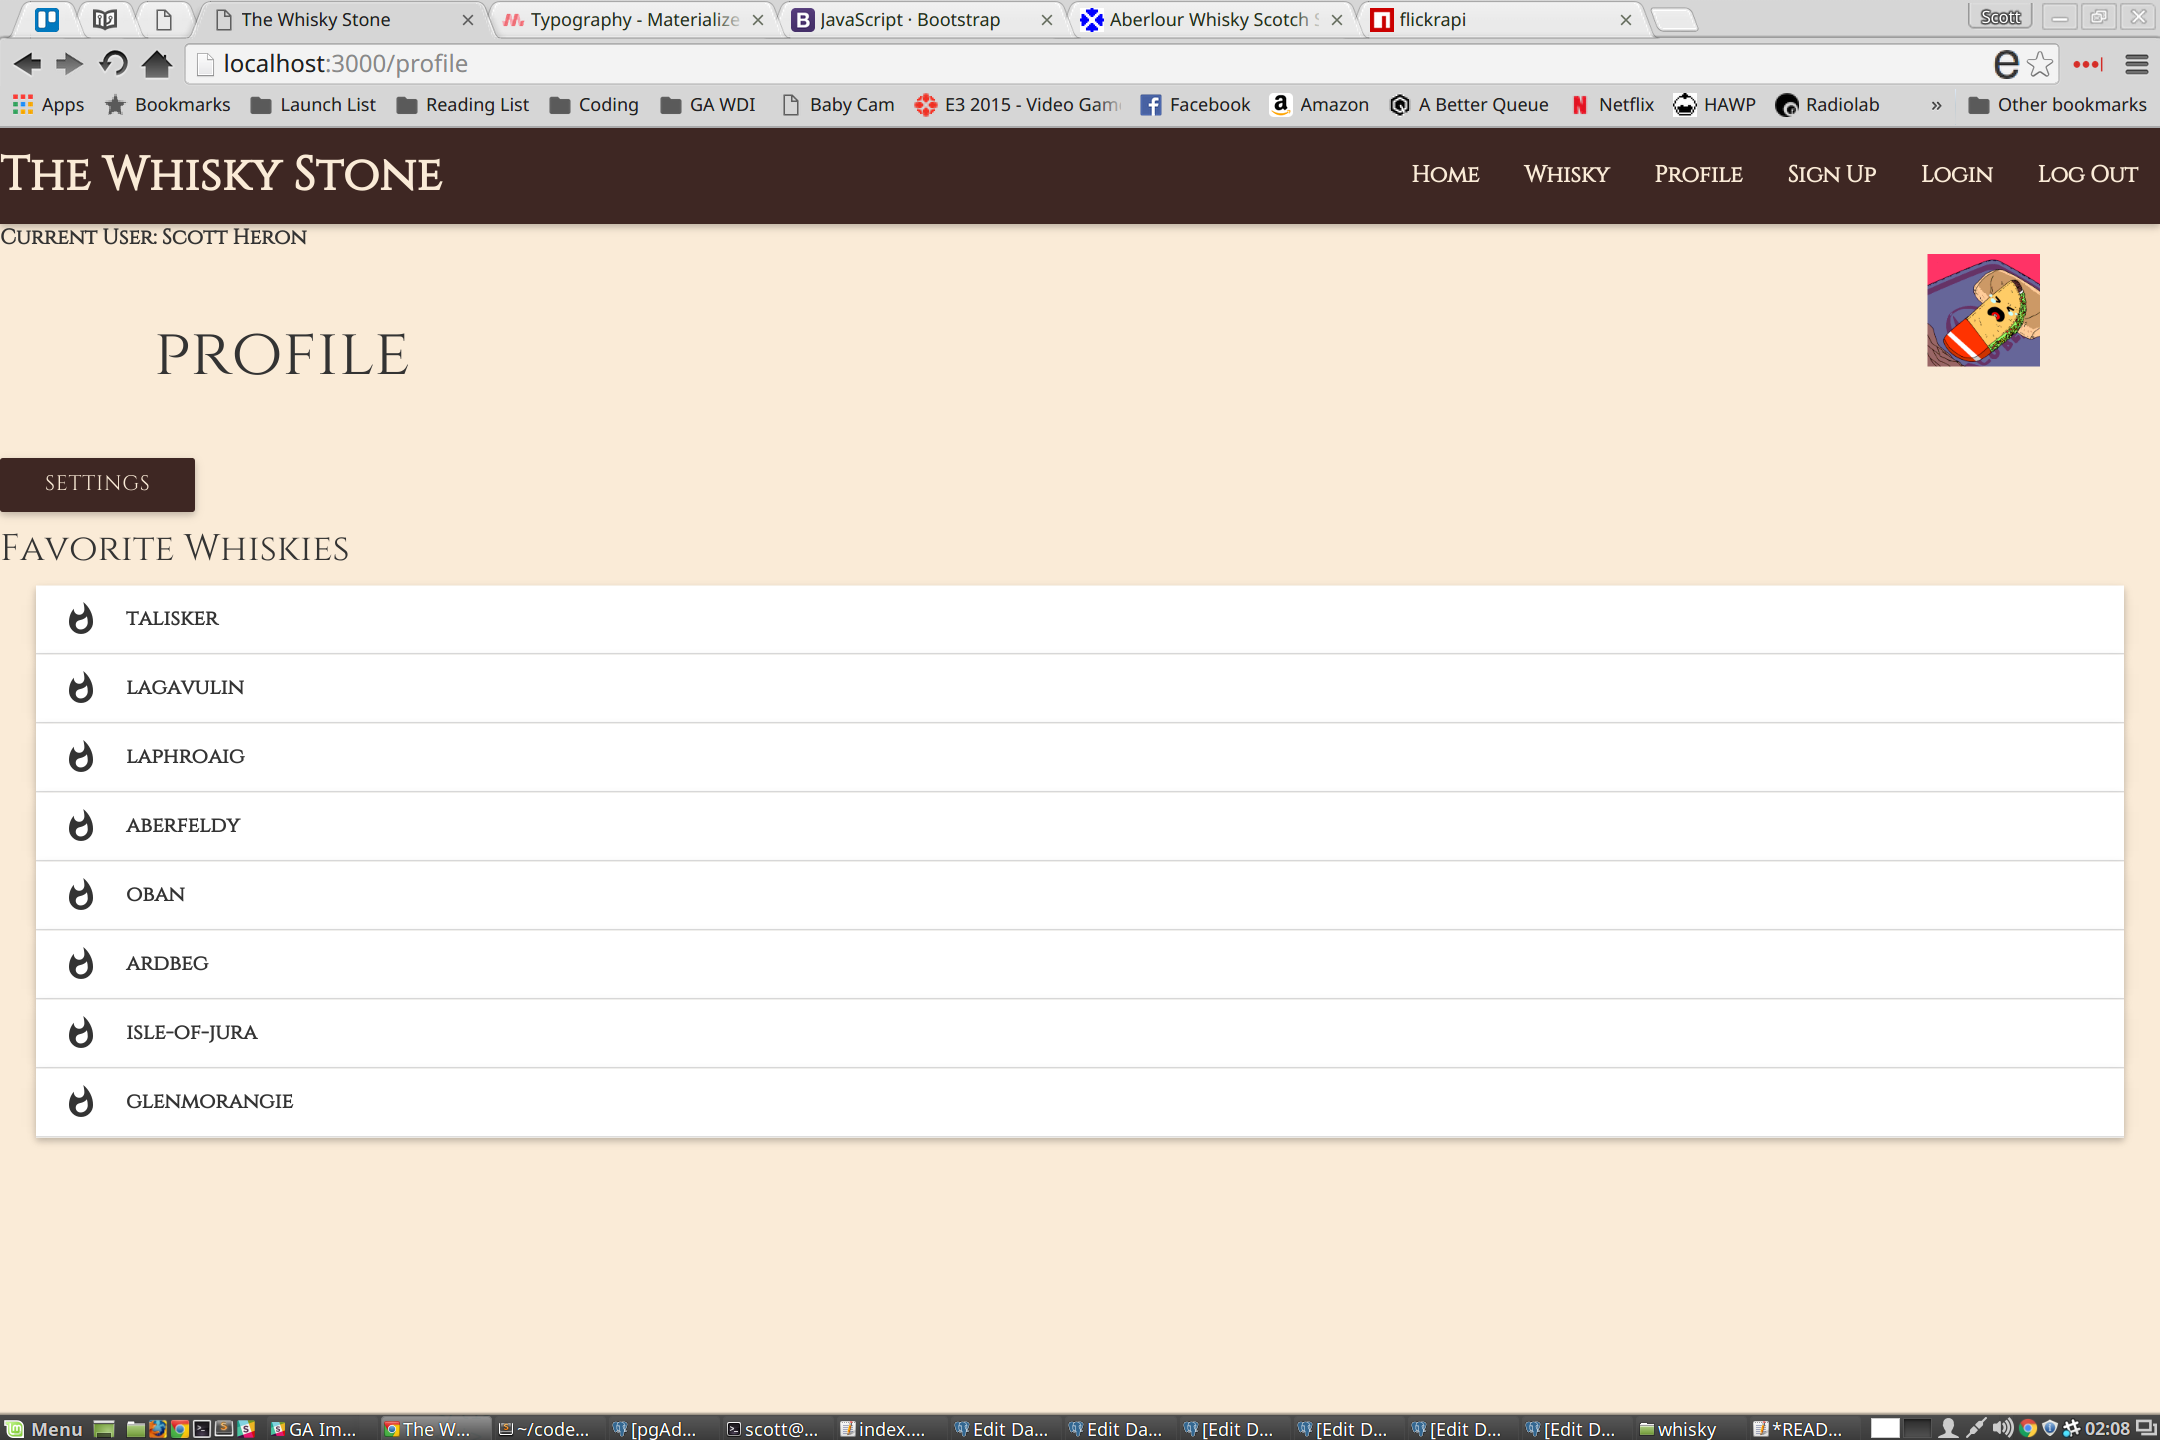 The Whisky Stone Typography - Materialize JavaScript · Bootstrap Aberlour Whisky Scotch flickrapi Scott
localhost:3000/profile
Apps Bookmarks Launch List Reading List Coding GA WDI Baby Cam E3 2015 - Video Gam Facebook Amazon A Better Queue Netflix HAWP Radiolab » Other bookmarks
The Whisky Stone Home Whisky Profile Sign Up Login Log Out
Current User: Scott Heron
PROFILE
SETTINGS
Favorite Whiskies
TALISKER
LAGAVULIN
LAPHROAIG
ABERFELDY
OBAN
ARDBEG
ISLE-OF-JURA
GLENMORANGIE
Menu GA Im... The W... ~/code... [pgAd... scott@... index.... Edit Da... Edit Da... [Edit D... [Edit D... [Edit D... [Edit D... whisky *READ... 02:08